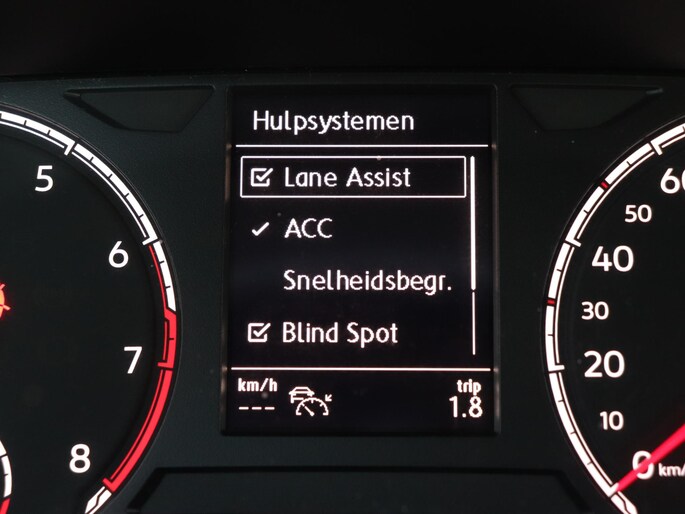 Hulpsystemen
Lane Assist
ACC
Snelheidsbegr.
Blind Spot
km/h trip
--- 1.8
5
6
7
8
60
50
40
30
20
10
0 km/